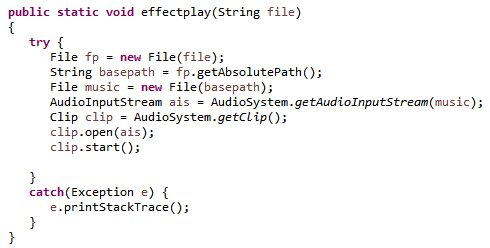 public static void effectplay(String file)
{
try {
File fp = new File(file);
String basepath = fp.getAbsolutePath();
File music = new File(basepath);
AudioInputStream ais = AudioSystem.getAudioInputStream(music);
Clip clip = AudioSystem.getClip();
clip.open(ais);
clip.start();
}
catch(Exception e) {
e.printStackTrace();
}
}